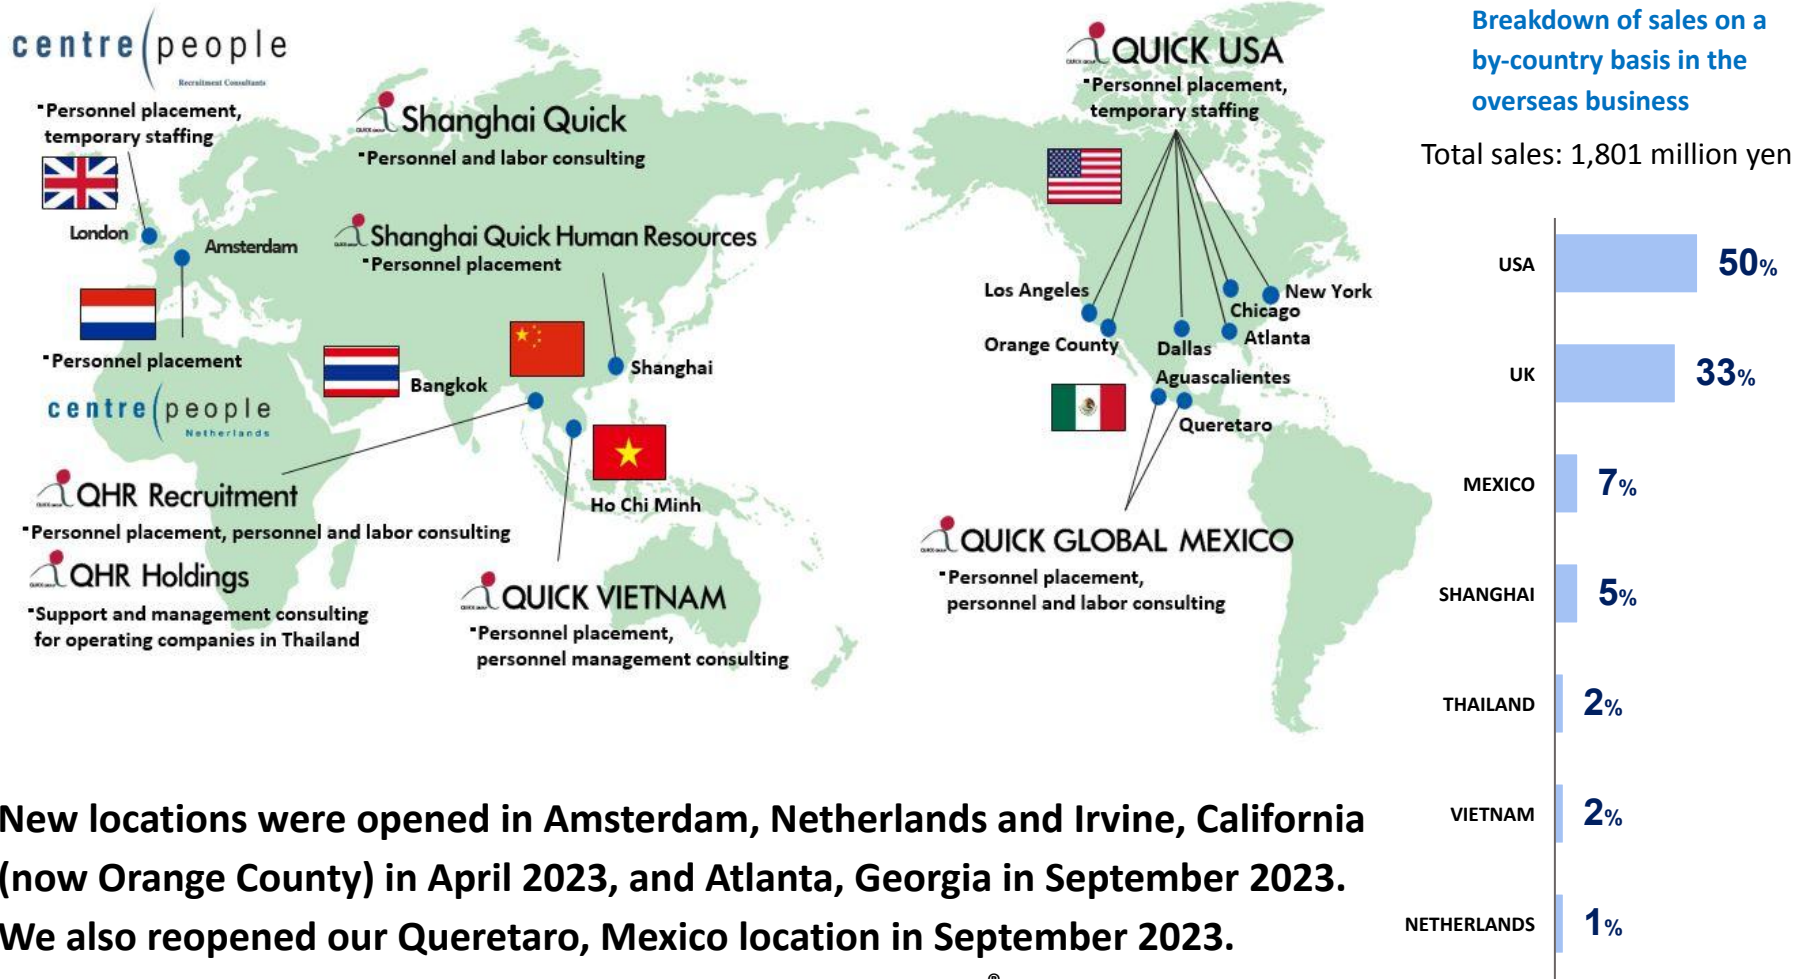 centre(people
Recruitment Consultants
▪Personnel placement,
temporary staffing
London
Amsterdam
▪Personnel placement
centre(people
Netherlands
Shanghai Quick
▪Personnel and labor consulting
Shanghai Quick Human Resources
▪Personnel placement
Shanghai
Bangkok
Ho Chi Minh
QHR Recruitment
▪Personnel placement, personnel and labor consulting
QHR Holdings
▪Support and management consulting
for operating companies in Thailand
QUICK VIETNAM
▪Personnel placement,
personnel management consulting
QUICK USA
▪Personnel placement,
temporary staffing
Los Angeles
Orange County
Dallas
Chicago
New York
Atlanta
Aguascalientes
Queretaro
QUICK GLOBAL MEXICO
▪Personnel placement,
personnel and labor consulting
Breakdown of sales on a
by-country basis in the
overseas business
Total sales: 1,801 million yen
USA 50%
UK 33%
MEXICO 7%
SHANGHAI 5%
THAILAND 2%
VIETNAM 2%
NETHERLANDS 1%
New locations were opened in Amsterdam, Netherlands and Irvine, California
(now Orange County) in April 2023, and Atlanta, Georgia in September 2023.
We also reopened our Queretaro, Mexico location in September 2023.
®